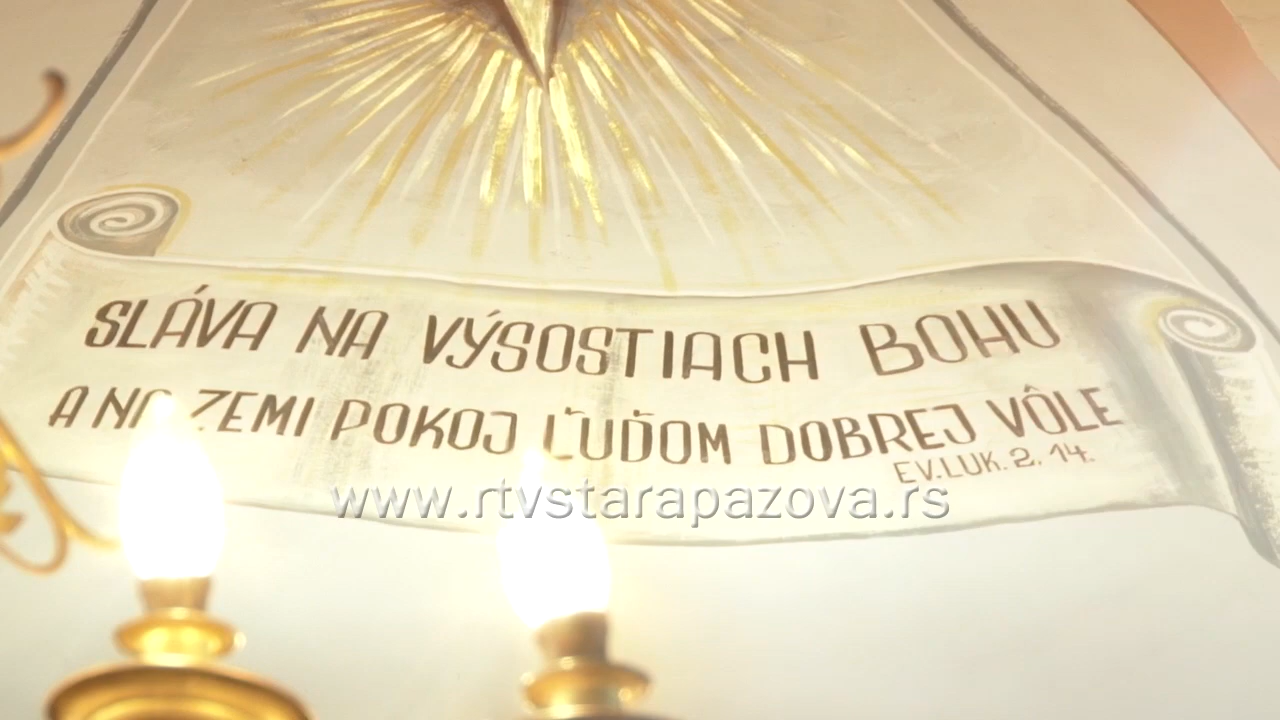 SLÁVA NA VÝSOSTIACH BOHU
A NA ZEMI POKOJ ĽUĎOM DOBREJ VÔLE
EV.LUK. 2. 14.
www.rtvstarapazova.rs